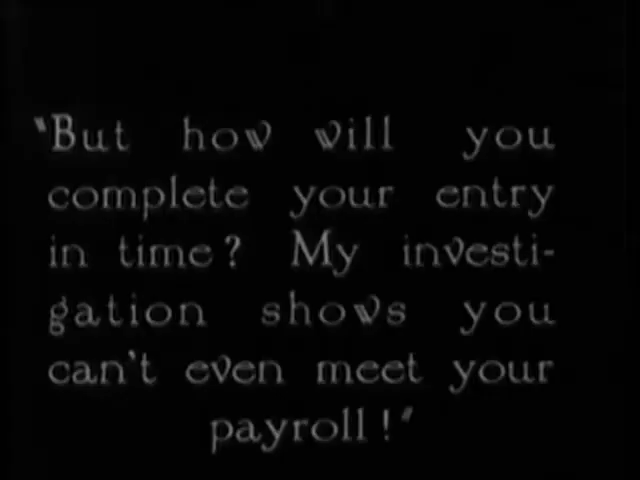 "But how will you
complete your entry
in time? My investi-
gation shows you
can't even meet your
payroll!"